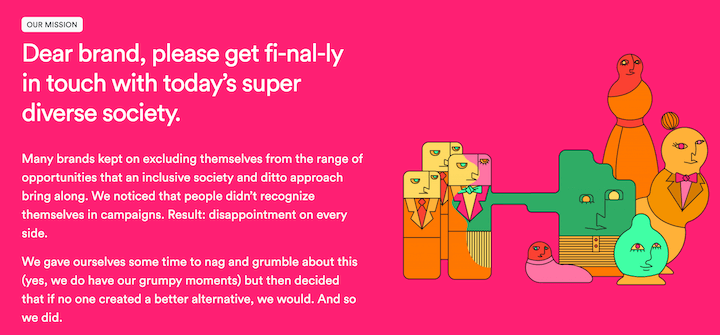 OUR MISSION
Dear brand, please get fi-nal-ly
in touch with today's super
diverse society.
Many brands kept on excluding themselves from the range of
opportunities that an inclusive society and ditto approach
bring along. We noticed that people didn't recognize
themselves in campaigns. Result: disappointment on every
side.
We gave ourselves some time to nag and grumble about this
(yes, we do have our grumpy moments) but then decided
that if no one created a better alternative, we would. And so
we did.